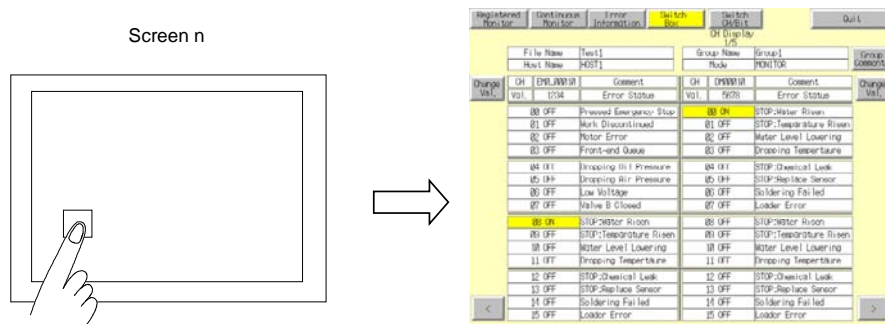 Screen n
Registered Monitor
Continuous Monitor
Error Information
Switch Box
Switch CH/Bit
Quit
CH Display
1/5
File Name Test1 Group Name Group1
Host Name HOST1 Mode MONITOR
Group Comment
Change Val.
CH Comment CH Comment
Val. 1234 Error Status Val. 5678 Error Status
Change Val.
00 OFF Pressed Emergency Stop 00 ON STOP:Water Risen
01 OFF Work Discontinued 01 OFF STOP:Temparature Risen
02 OFF Motor Error 02 OFF Water Level Lowering
03 OFF Front-end Queue 03 OFF Dropping Tempertaure
04 OFF Dropping Oil Pressure 04 OFF STOP:Chemical Leak
05 OFF Dropping Air Pressure 05 OFF STOP:Replace Sensor
06 OFF Low Voltage 06 OFF Soldering Failed
07 OFF Valve B Closed 07 OFF Loader Error
08 ON STOP:Water Risen 08 OFF STOP:Water Risen
09 OFF STOP:Temparature Risen 09 OFF STOP:Temparature Risen
10 OFF Water Level Lowering 10 OFF Water Level Lowering
11 OFF Dropping Tempertaure 11 OFF Dropping Tempertaure
12 OFF STOP:Chemical Leak 12 OFF STOP:Chemical Leak
13 OFF STOP:Replace Sensor 13 OFF STOP:Replace Sensor
14 OFF Soldering Failed 14 OFF Soldering Failed
15 OFF Loader Error 15 OFF Loader Error
< >